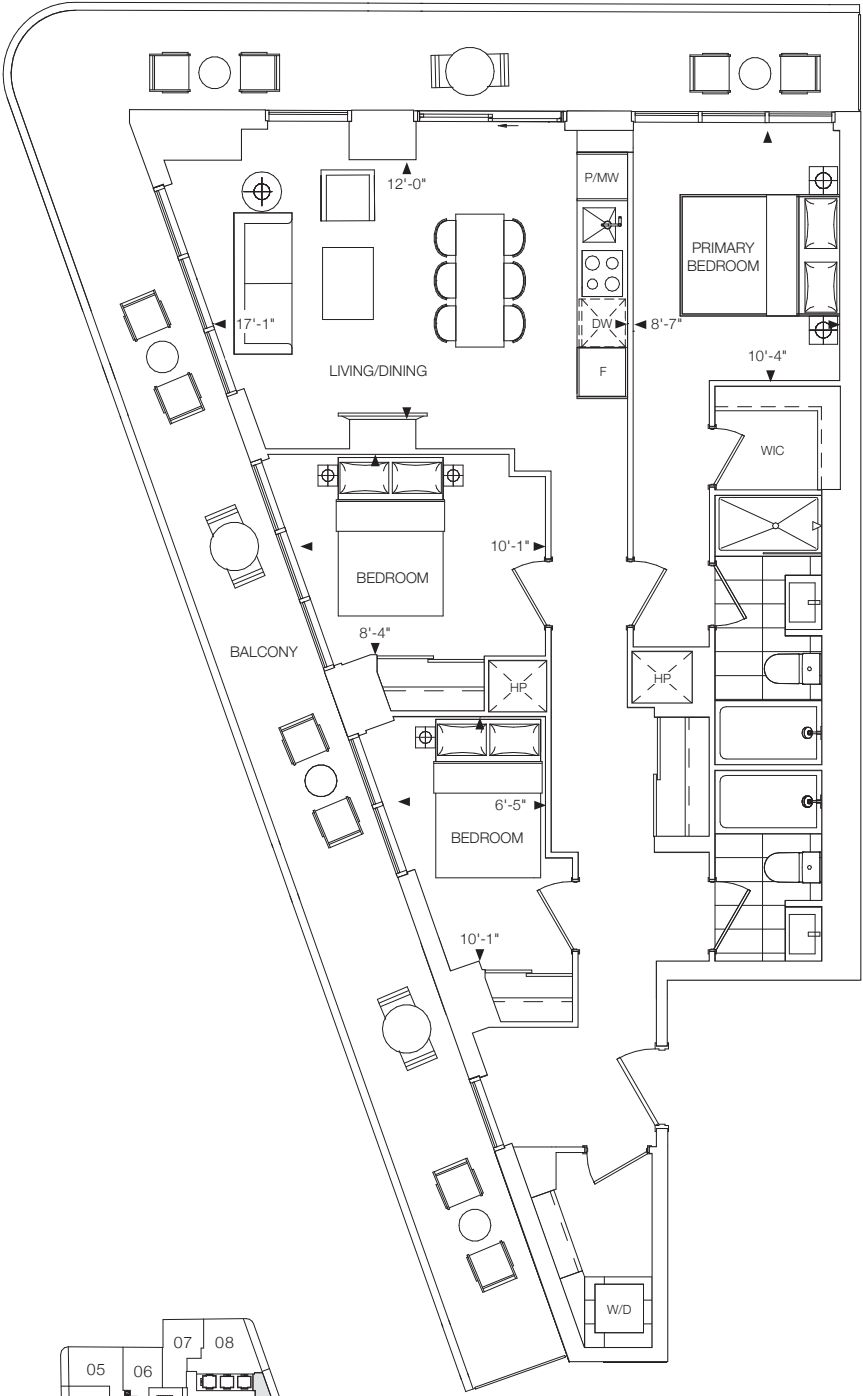 12'-0"
P/MW
PRIMARY
BEDROOM
17'-1"
DW
8'-7"
10'-4"
LIVING/DINING
F
WIC
10'-1"
BEDROOM
8'-4"
BALCONY
HP
HP
6'-5"
BEDROOM
10'-1"
W/D
07 08
05 06